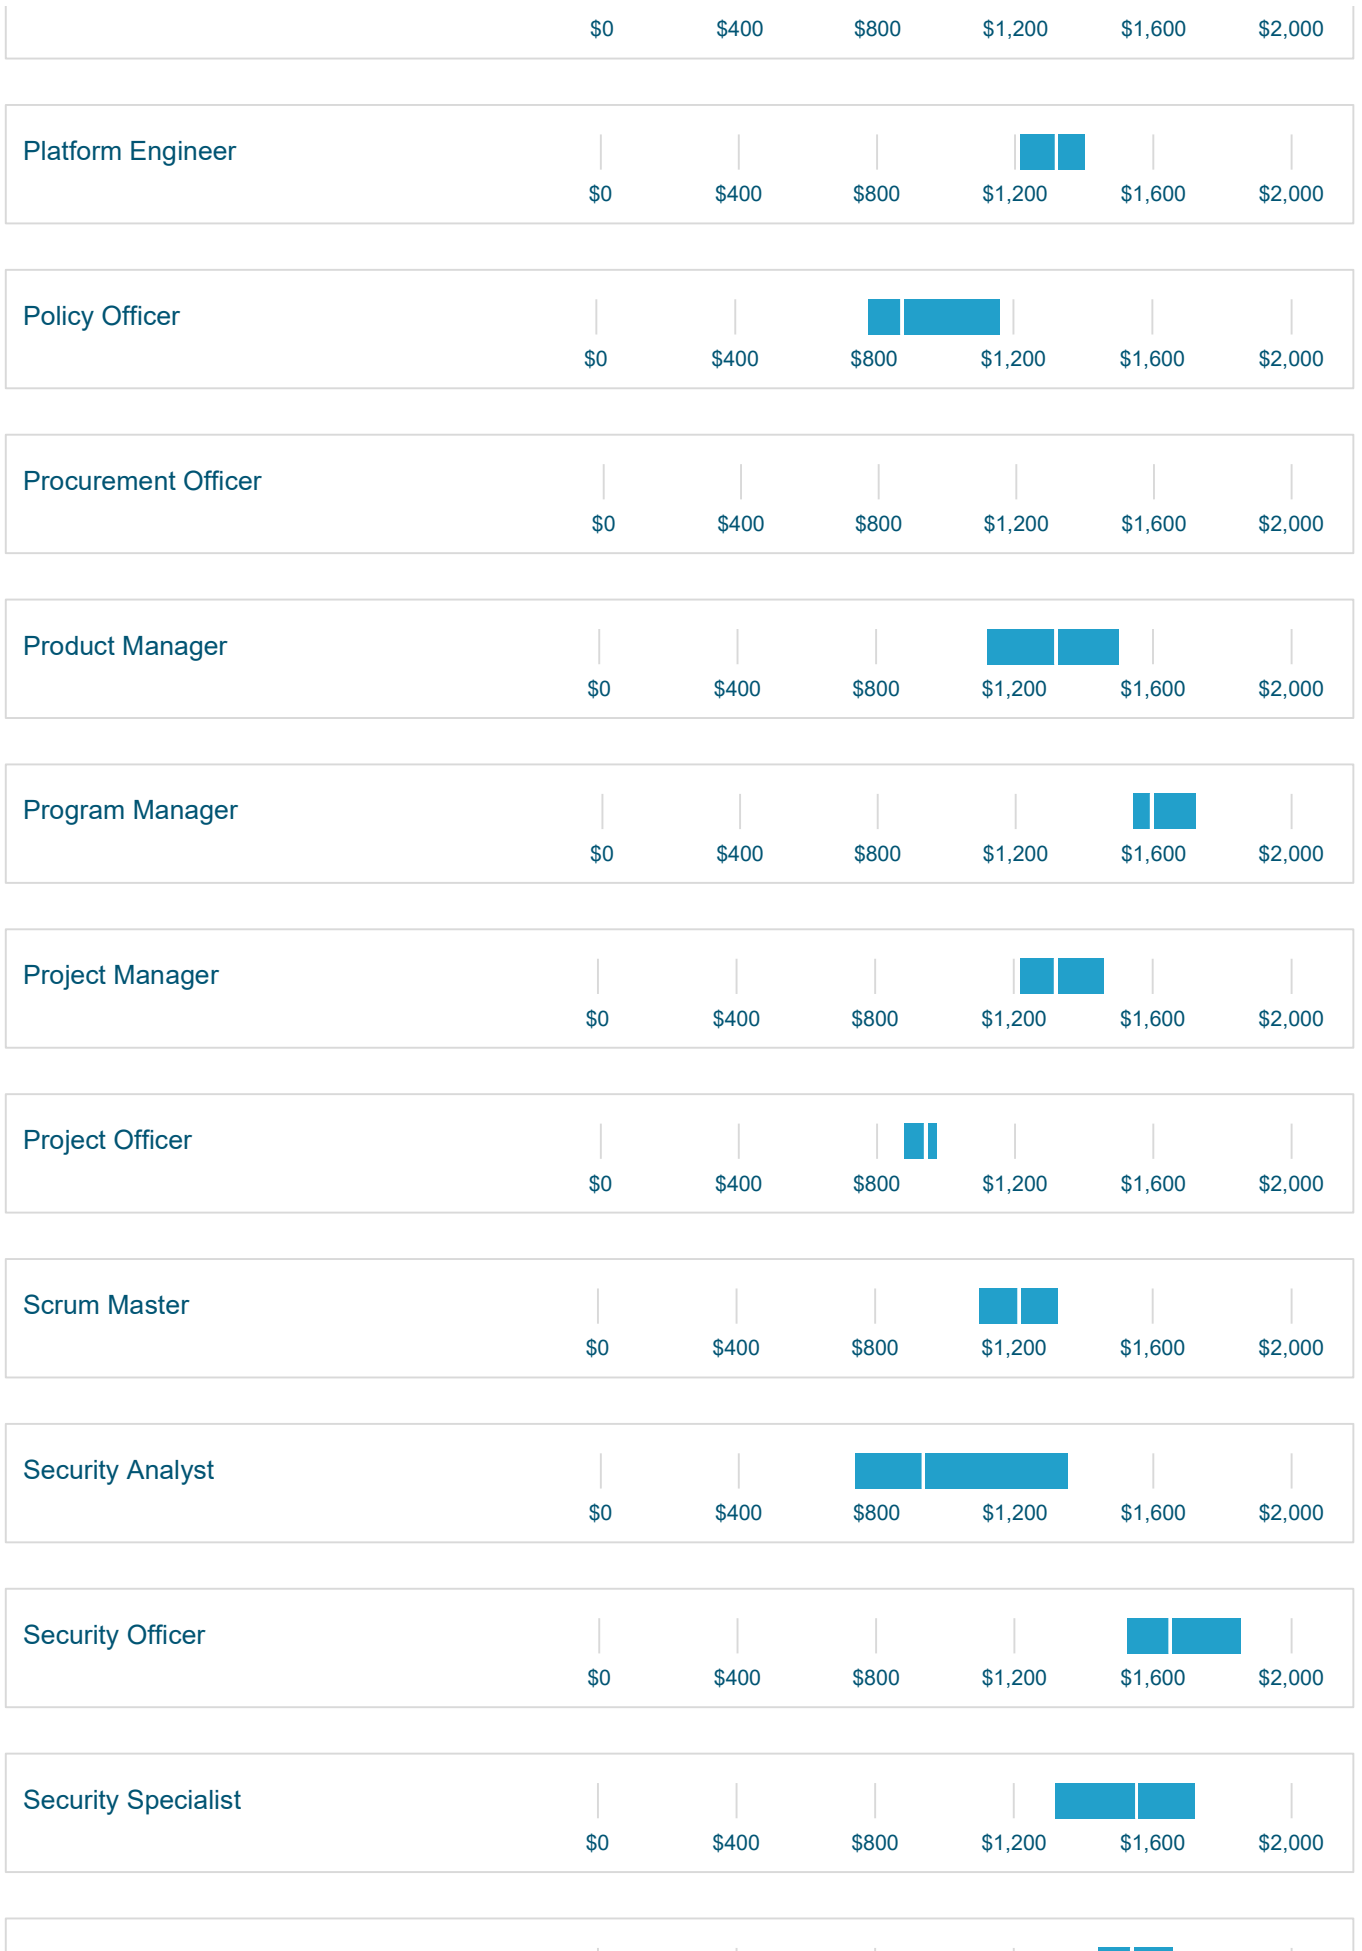 $0 $400 $800 $1,200 $1,600 $2,000
Platform Engineer
$0 $400 $800 $1,200 $1,600 $2,000
Policy Officer
$0 $400 $800 $1,200 $1,600 $2,000
Procurement Officer
$0 $400 $800 $1,200 $1,600 $2,000
Product Manager
$0 $400 $800 $1,200 $1,600 $2,000
Program Manager
$0 $400 $800 $1,200 $1,600 $2,000
Project Manager
$0 $400 $800 $1,200 $1,600 $2,000
Project Officer
$0 $400 $800 $1,200 $1,600 $2,000
Scrum Master
$0 $400 $800 $1,200 $1,600 $2,000
Security Analyst
$0 $400 $800 $1,200 $1,600 $2,000
Security Officer
$0 $400 $800 $1,200 $1,600 $2,000
Security Specialist
$0 $400 $800 $1,200 $1,600 $2,000